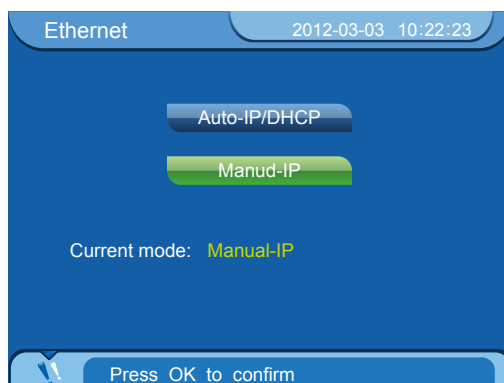 Ethernet 2012-03-03 10:22:23
Auto-IP/DHCP
Manud-IP
Current mode: Manual-IP
Press OK to confirm